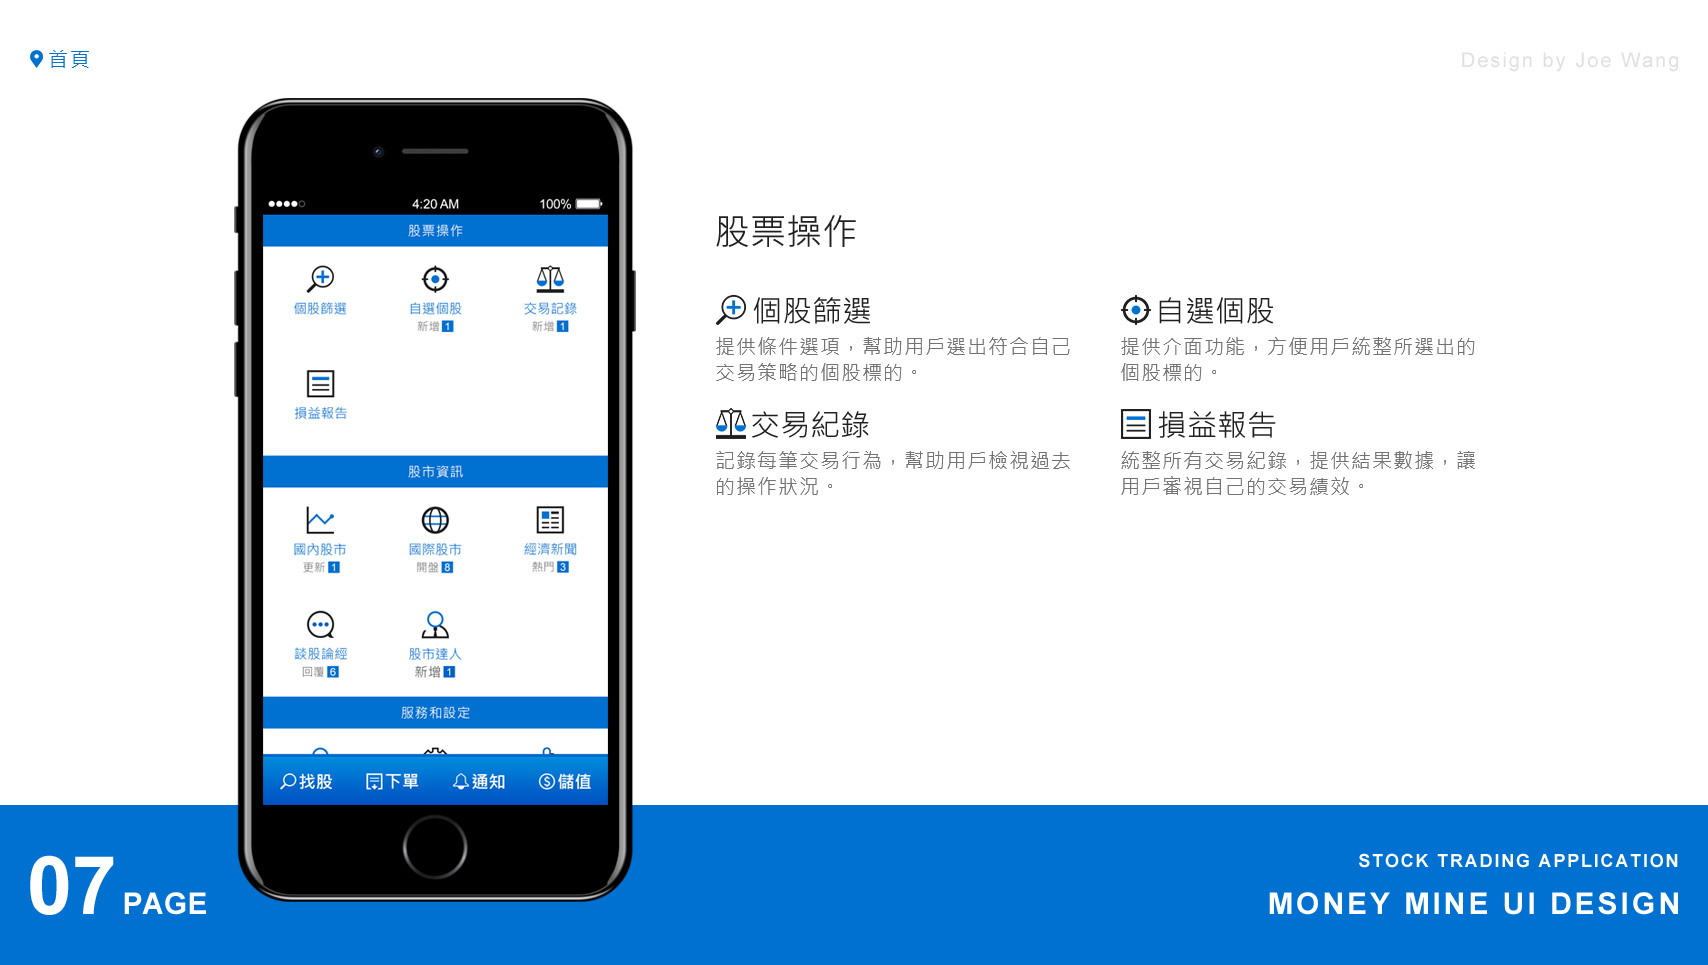 首頁
Design by Joe Wang
4:20 AM
100%
股票操作
個股篩選
自選個股
交易記錄
新增 1
新增 1
損益報告
股市資訊
國內股市
國際股市
經濟新聞
更新 1
開盤 8
熱門 3
談股論經
股市達人
回覆 6
新增 1
服務和設定
找股
下單
通知
儲值
股票操作
個股篩選
提供條件選項，幫助用戶選出符合自己
交易策略的個股標的。
自選個股
提供介面功能，方便用戶統整所選出的
個股標的。
交易紀錄
記錄每筆交易行為，幫助用戶檢視過去
的操作狀況。
損益報告
統整所有交易紀錄，提供結果數據，讓
用戶審視自己的交易績效。
07 PAGE
STOCK TRADING APPLICATION
MONEY MINE UI DESIGN